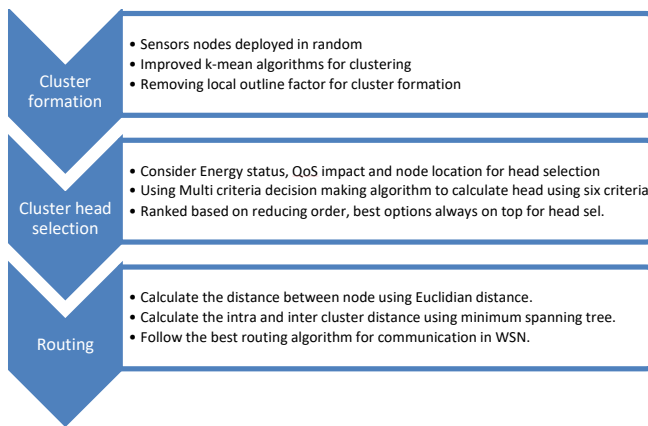 Cluster
formation
• Sensors nodes deployed in random
• Improved k-mean algorithms for clustering
• Removing local outline factor for cluster formation
Cluster head
selection
• Consider Energy status, QoS impact and node location for head selection
• Using Multi criteria decision making algorithm to calculate head using six criteria
• Ranked based on reducing order, best options always on top for head sel.
Routing
• Calculate the distance between node using Euclidian distance.
• Calculate the intra and inter cluster distance using minimum spanning tree.
• Follow the best routing algorithm for communication in WSN.